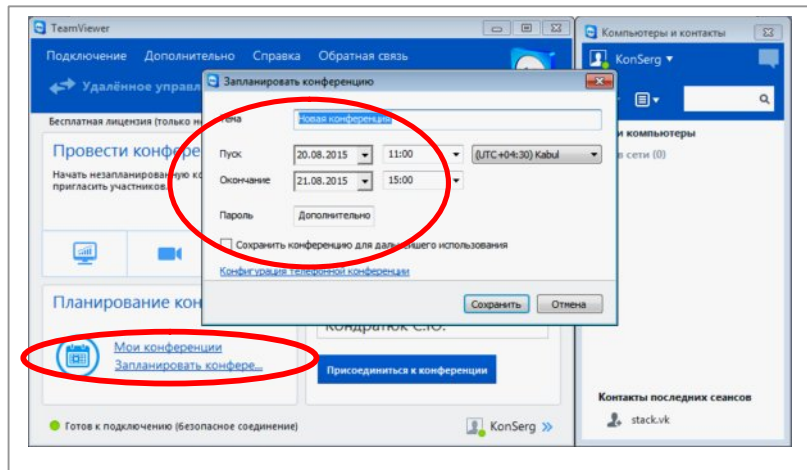 TeamViewer
Подключение Дополнительно Справка Обратная связь
Удалённое управл
Бесплатная лицензия (только н
Провести конфере
Начать незапланированную ко
пригласить участников.
Планирование кон
Мои конференции
Запланировать конфере...
Кондратюк С.Ю.
Присоединиться к конференции
Готов к подключению (безопасное соединение)
KonSerg
Запланировать конференцию
Тема Новая конференция
Пуск 20.08.2015 11:00 (UTC+04:30) Kabul
Окончание 21.08.2015 15:00
Пароль Дополнительно
Сохранить конференцию для дальнейшего использования
Конфигурация телефонной конференции
Сохранить Отмена
Компьютеры и контакты
KonSerg
и компьютеры
в сети (0)
Контакты последних сеансов
stack.vk